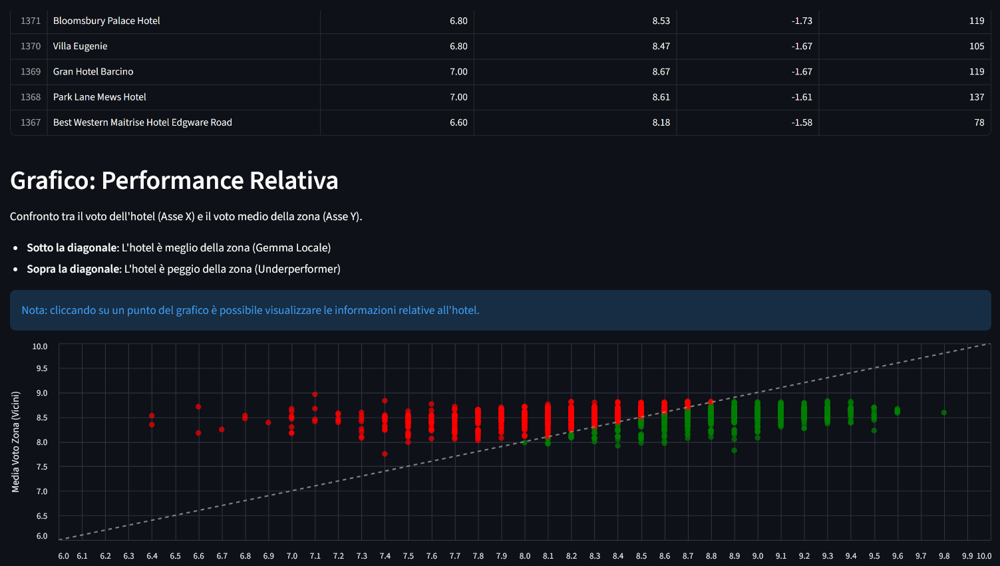 1371 Bloomsbury Palace Hotel 6.80 8.53 -1.73 119
1370 Villa Eugenie 6.80 8.47 -1.67 105
1369 Gran Hotel Barcino 7.00 8.67 -1.67 119
1368 Park Lane Mews Hotel 7.00 8.61 -1.61 137
1367 Best Western Maitrise Hotel Edgware Road 6.60 8.18 -1.58 78
Grafico: Performance Relativa
Confronto tra il voto dell'hotel (Asse X) e il voto medio della zona (Asse Y).
• Sotto la diagonale: L'hotel è meglio della zona (Gemma Locale)
• Sopra la diagonale: L'hotel è peggio della zona (Underperformer)
Nota: cliccando su un punto del grafico è possibile visualizzare le informazioni relative all'hotel.
Media Voto Zona (Vicini)
10.0
9.5
9.0
8.5
8.0
7.5
7.0
6.5
6.0
6.0 6.1 6.2 6.3 6.4 6.5 6.6 6.7 6.8 6.9 7.0 7.1 7.2 7.3 7.4 7.5 7.6 7.7 7.8 7.9 8.0 8.1 8.2 8.3 8.4 8.5 8.6 8.7 8.8 8.9 9.0 9.1 9.2 9.3 9.4 9.5 9.6 9.7 9.8 9.9 10.0